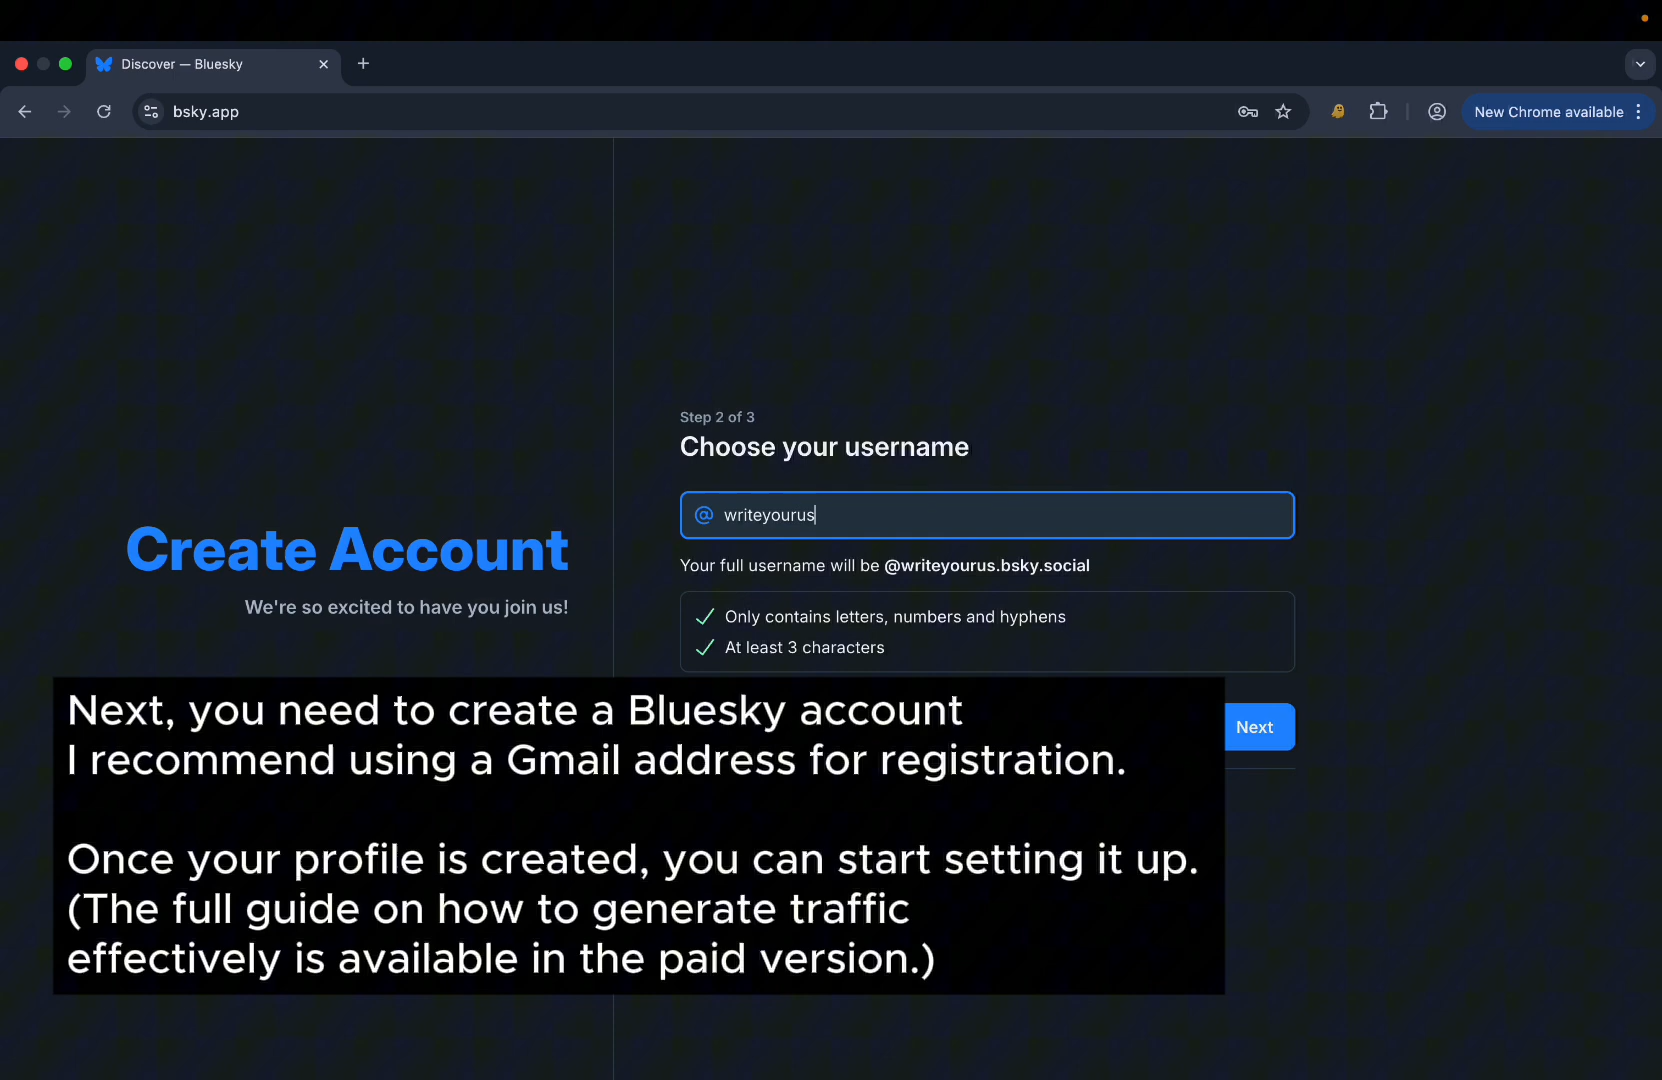 Discover — Bluesky
bsky.app
New Chrome available
Step 2 of 3
Choose your username
@ writeyourus
Your full username will be @writeyourus.bsky.social
Only contains letters, numbers and hyphens
At least 3 characters
Create Account
We're so excited to have you join us!
Next
Next, you need to create a Bluesky account
I recommend using a Gmail address for registration.
Once your profile is created, you can start setting it up.
(The full guide on how to generate traffic
effectively is available in the paid version.)